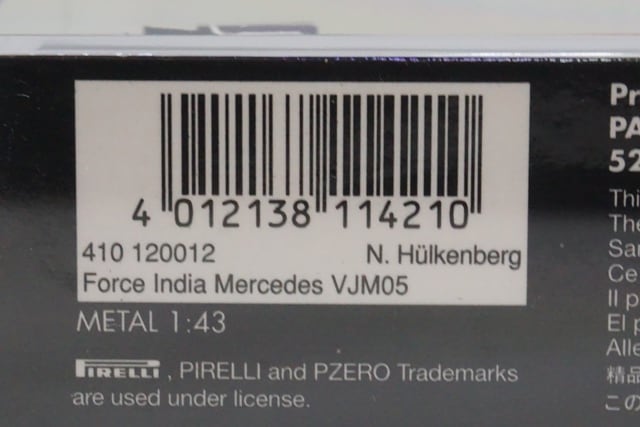 4 012138 114210
410 120012 N. Hülkenberg
Force India Mercedes VJM05
METAL 1:43
PIRELLI, PIRELLI and PZERO Trademarks
are used under license.
Pr
PA
52
Thi
The
Sar
Ce
Il p
El p
Alle
精品
この